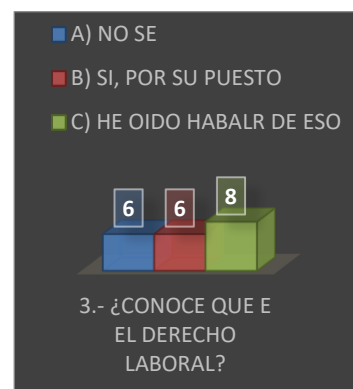 A) NO SE
B) SI, POR SU PUESTO
C) HE OIDO HABALR DE ESO
6 6 8
3.- ¿CONOCE QUE E
EL DERECHO
LABORAL?